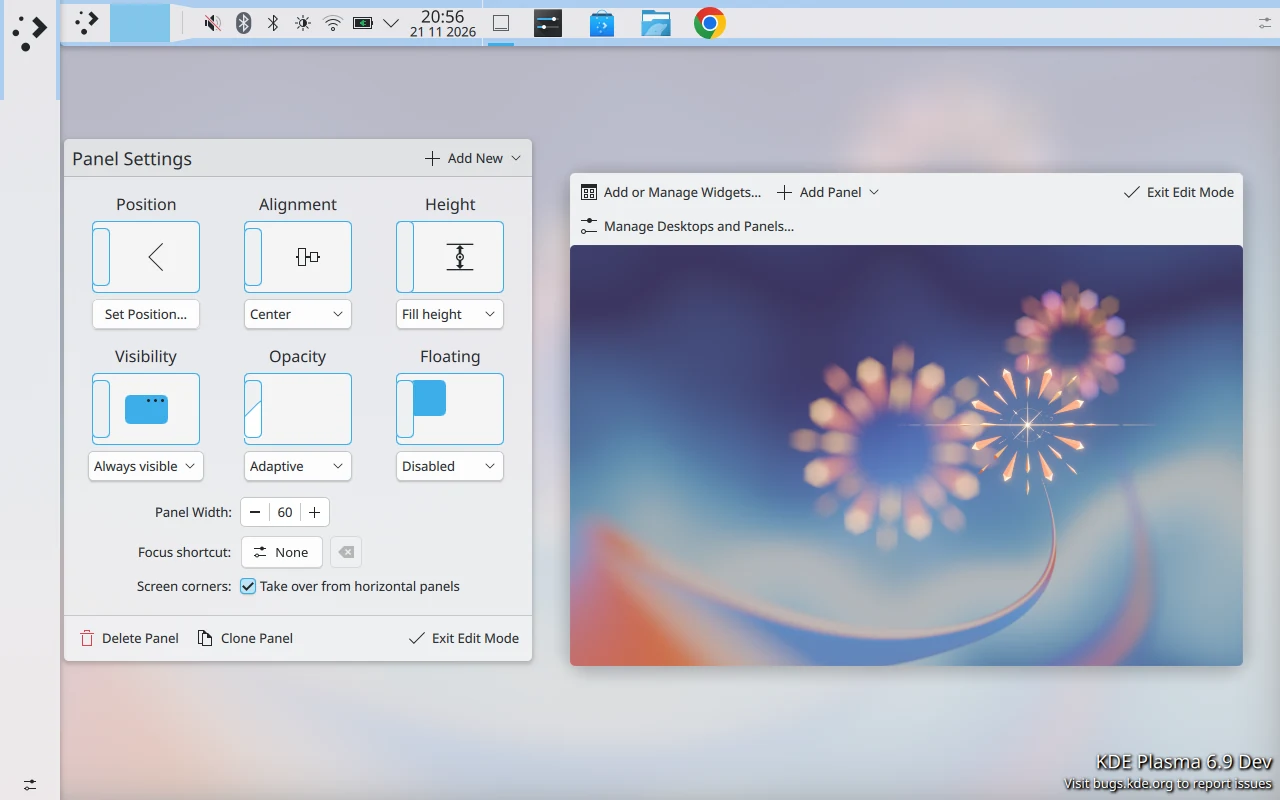 20:56
21 11 2026
Panel Settings
Add New
Position
Alignment
Height
Set Position...
Center
Fill height
Visibility
Opacity
Floating
Always visible
Adaptive
Disabled
Panel Width:
60
Focus shortcut:
None
Screen corners:
Take over from horizontal panels
Delete Panel
Clone Panel
Exit Edit Mode
Add or Manage Widgets...
Add Panel
Exit Edit Mode
Manage Desktops and Panels...
KDE Plasma 6.9 Dev
Visit bugs.kde.org to report issues